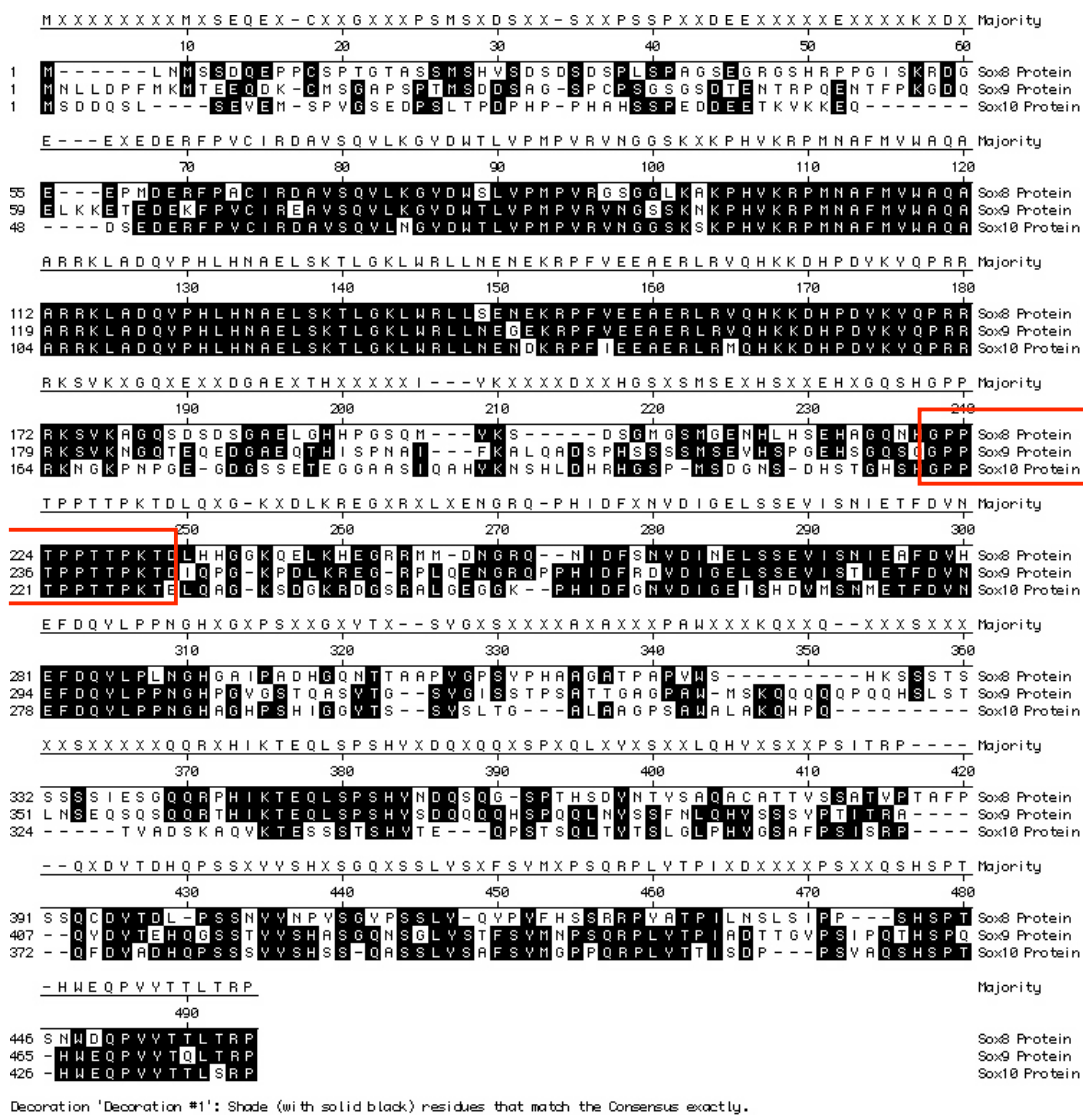 MXXXXXXXXMXSEQEX-CXXGXXXPSMSXDSXX-SXXPSSPXXDEEXXXXXEXXXXKXDX Majority
10 20 30 40 50 60
1 M------LNMSSDQEPPCSPTGTASSMSHVSDSDSDSPLSPAGSEGRGSHRPPGISKRDG Sox8 Protein
1 MNLLDPFMKMTEEQDK-CMSGAPSPTMSDDSAG-SPCPSGSGSDTENTRPQENTFPKGDQ Sox9 Protein
1 MSDDQSL----SEVEM-SPVGSEDPSLTPDPHP-PHAHSSPEDDEETKVKKEQ------- Sox10 Protein
E---EXEDERFPVCIRDAVSQVLKGYDWTLVPMPVRVNGGSKXKPHVKRPMNAFMVWAQA Majority
70 80 90 100 110 120
55 E---EPMDERFPACIRDAVSQVLKGYDWSLVPMPVRGSGGLKAKPHVKRPMNAFMVWAQA Sox8 Protein
59 ELKKETEDEKFPVCIREAVSQVLKGYDWTLVPMPVRVNGSSKNKPHVKRPMNAFMVWAQA Sox9 Protein
48 ----DSEDERFPVCIRDAVSQVLNGYDWTLVPMPVRVNGGSKSKPHVKRPMNAFMVWAQA Sox10 Protein
ARRKLADQYPHLHNAELSKTLGKLWRLLNENEKRPFVEEAERLRVQHKKDHPDYKYQPRR Majority
130 140 150 160 170 180
112 ARRKLADQYPHLHNAELSKTLGKLWRLLSENEKRPFVEEAERLRVQHKKDHPDYKYQPRR Sox8 Protein
119 ARRKLADQYPHLHNAELSKTLGKLWRLLNEGEKRPFVEEAERLRVQHKKDHPDYKYQPRR Sox9 Protein
104 ARRKLADQYPHLHNAELSKTLGKLWRLLNENDKRPFIEEAERLRMQHKKDHPDYKYQPRR Sox10 Protein
RKSVKXGQXEXXDGAEXTHXXXXXI---YKXXXXDXXHGSXSMSEXHSXXEHXGQSHGPP Majority
190 200 210 220 230 240
172 RKSVKAGQSDSDSGAELGHHPGSQM---YKS-----DSGMGSMGENHLHSEHAGQNHGPP Sox8 Protein
179 RKSVKNGQTEQEDGAEQTHISPNAI---FKALQADSPHSSSSMSEVHSPGEHSGQSQGPP Sox9 Protein
164 RKNGKPNPGE-GDGSSETEGGAASIQAHYKNSHLDHRHGSP-MSDGNS-DHSTGHSHGPP Sox10 Protein
TPPTTPKTDLQXG-KXDLKREGXRXLXENGRQ-PHIDFXNVDIGELSSEVISNIETFDVN Majority
250 260 270 280 290 300
224 TPPTTPKTDLHHGGKQELKHEGRRMM-DNGRQ--NIDFSNVDINELSSEVISNIEAFDVH Sox8 Protein
236 TPPTTPKTDIQPG-KPDLKREG-RPLQENGRQPPHIDFRDVDIGELSSEVISTIETFDVN Sox9 Protein
221 TPPTTPKTELQAG-KSDGKRDGSRALGEGGK--PHIDFGNVDIGEISHDVMSNMETFDVN Sox10 Protein
EFDQYLPPNGHXGXPSXXGXYTX--SYGXSXXXXAXAXXXPAWXXXKQXXQ--XXXSXXX Majority
310 320 330 340 350 360
281 EFDQYLPLNGHGAIPADHGQNTTAAPYGPSYPHAAGATPAPVWS---------HKSSSTS Sox8 Protein
294 EFDQYLPPNGHPGVGSTQASYTG--SYGISSTPSATTGAGPAW-MSKQQQQQPQQHSLST Sox9 Protein
278 EFDQYLPPNGHAGHPSHIGGYTS--SYSLTG---ALAAGPSAWALAKQHPQ--------- Sox10 Protein
XXSXXXXXQQRXHIKTEQLSPSHYXDQXQQXSPXQLXYXSXXLQHYXSXXPSITRP---- Majority
370 380 390 400 410 420
332 SSSSIESGQQRPHIKTEQLSPSHYNDQSQG-SPTHSDYNTYSAQACATTVSSATVPTAFP Sox8 Protein
351 LNSEQSQSQQRTHIKTEQLSPSHYSDQQQQHSPQQLNYSSFNLQHYSSSYPTITRA---- Sox9 Protein
324 -----TVADSKAQVKTESSSTSHYTE---QPSTSQLTYTSLGLPHYGSAFPSISRP---- Sox10 Protein
--QXDYTDHQPSSXYYSHXSGQXSSLYSXFSYMXPSQRPLYTPIXDXXXXPSXXQSHSPT Majority
430 440 450 460 470 480
391 SSQCDYTDL-PSSNYYNPYSGYPSSLY-QYPYFHSSRRPYATPILNSLSIPP---SHSPT Sox8 Protein
407 --QYDYTEHQGSSTYYSHASGQNSGLYSTFSYMNPSQRPLYTPIADTTGVPSIPQTHSPQ Sox9 Protein
372 --QFDYADHQPSSSYYSHSS-QASSLYSAFSYMGPPQRPLYTTISDP---PSVAQSHSPT Sox10 Protein
-HWEQPVYTTLTRP Majority
490
446 SNWDQPVYTTLTRP Sox8 Protein
465 -HWEQPVYTQLTRP Sox9 Protein
426 -HWEQPVYTTLSRP Sox10 Protein
Decoration 'Decoration #1': Shade (with solid black) residues that match the Consensus exactly.